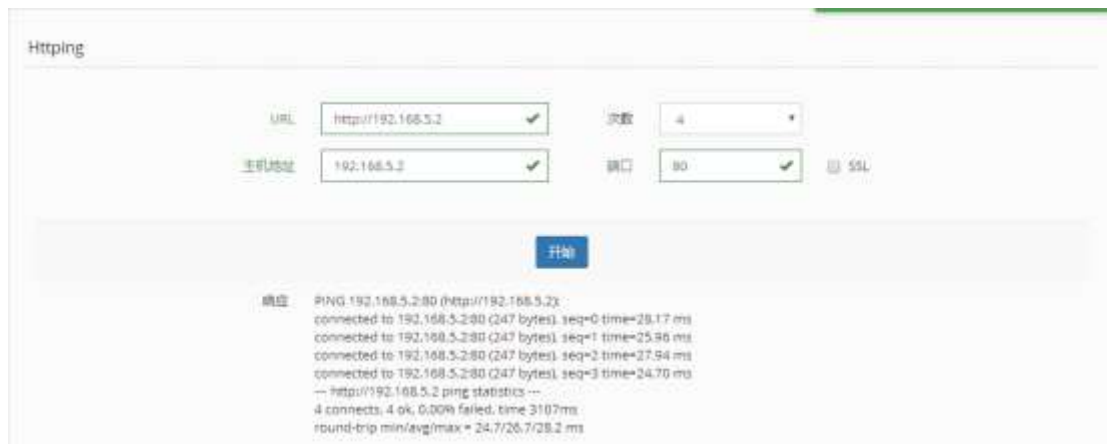 Httping
URL http://192.168.5.2 次数 4
主机地址 192.168.5.2 端口 80 SSL
开始
响应 PING 192.168.5.2:80 (http://192.168.5.2):
connected to 192.168.5.2:80 (247 bytes), seq=0 time=28.17 ms
connected to 192.168.5.2:80 (247 bytes), seq=1 time=25.96 ms
connected to 192.168.5.2:80 (247 bytes), seq=2 time=27.94 ms
connected to 192.168.5.2:80 (247 bytes), seq=3 time=24.70 ms
--- http://192.168.5.2 ping statistics ---
4 connects, 4 ok, 0.00% failed, time 3107ms
round-trip min/avg/max = 24.7/26.7/28.2 ms